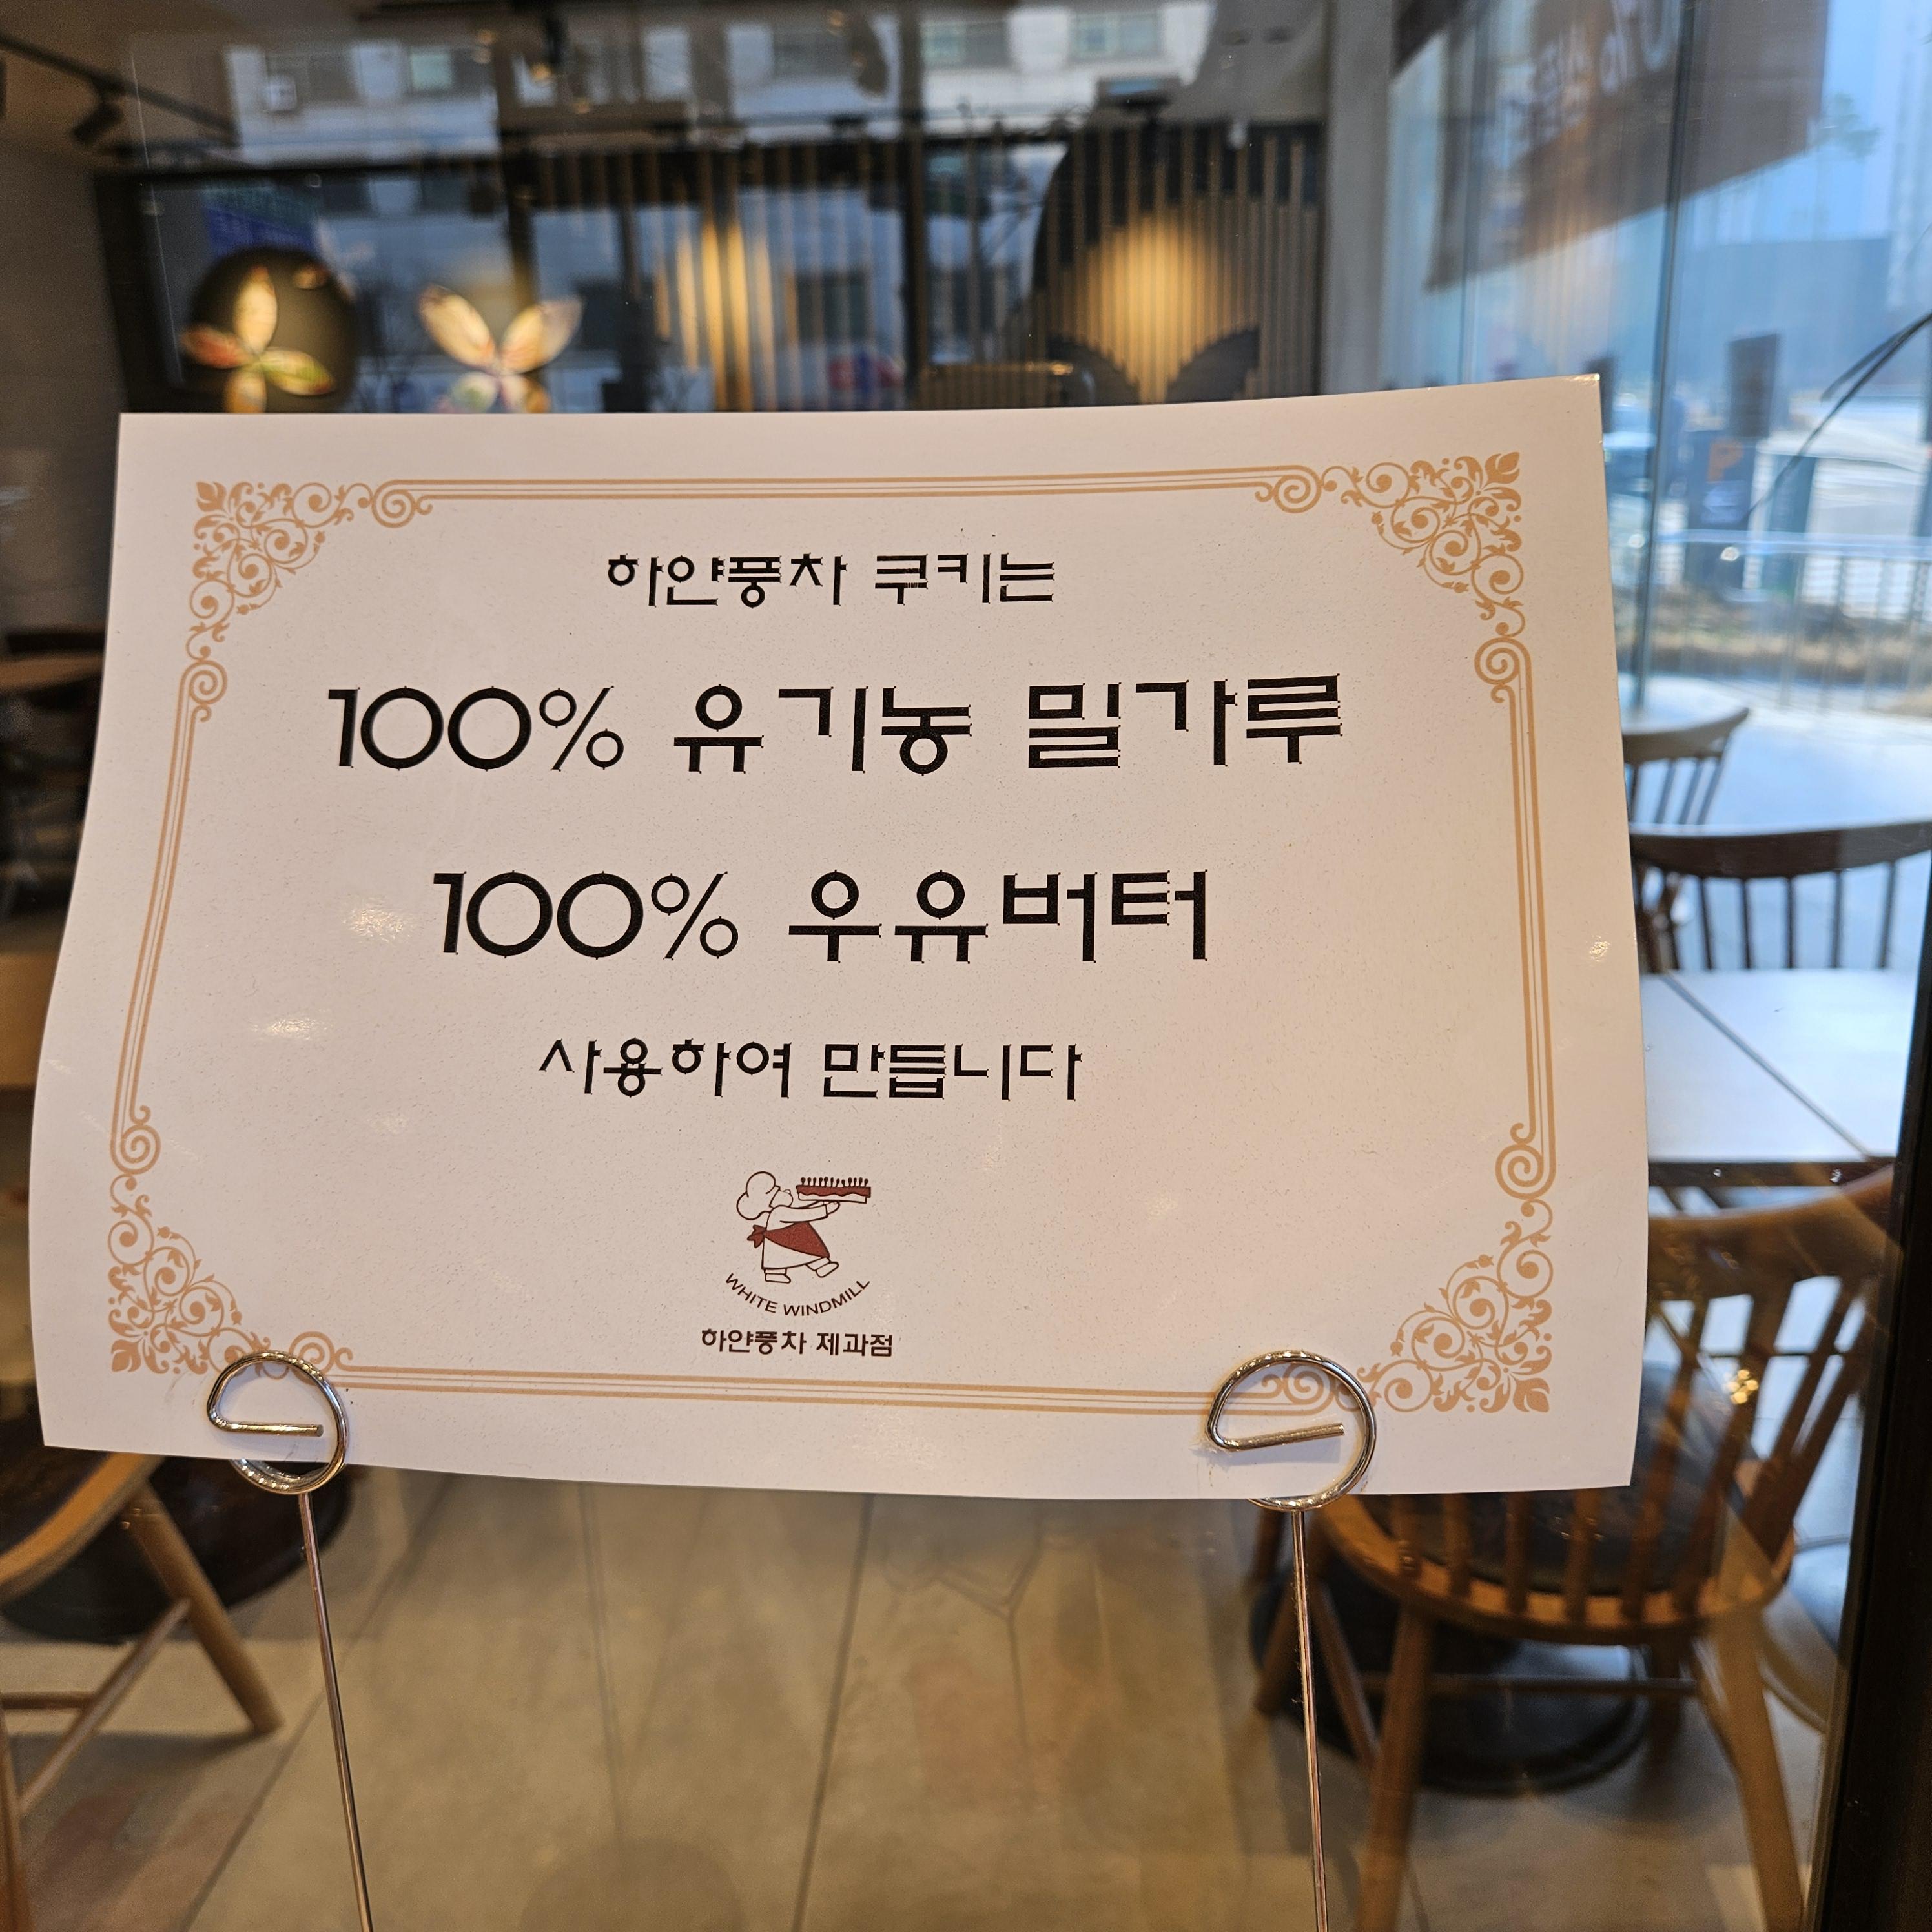 하얀풍차 쿠키는
100% 유기농 밀가루
100% 우유버터
사용하여 만듭니다
WHITE WINDMILL
하얀풍차 제과점